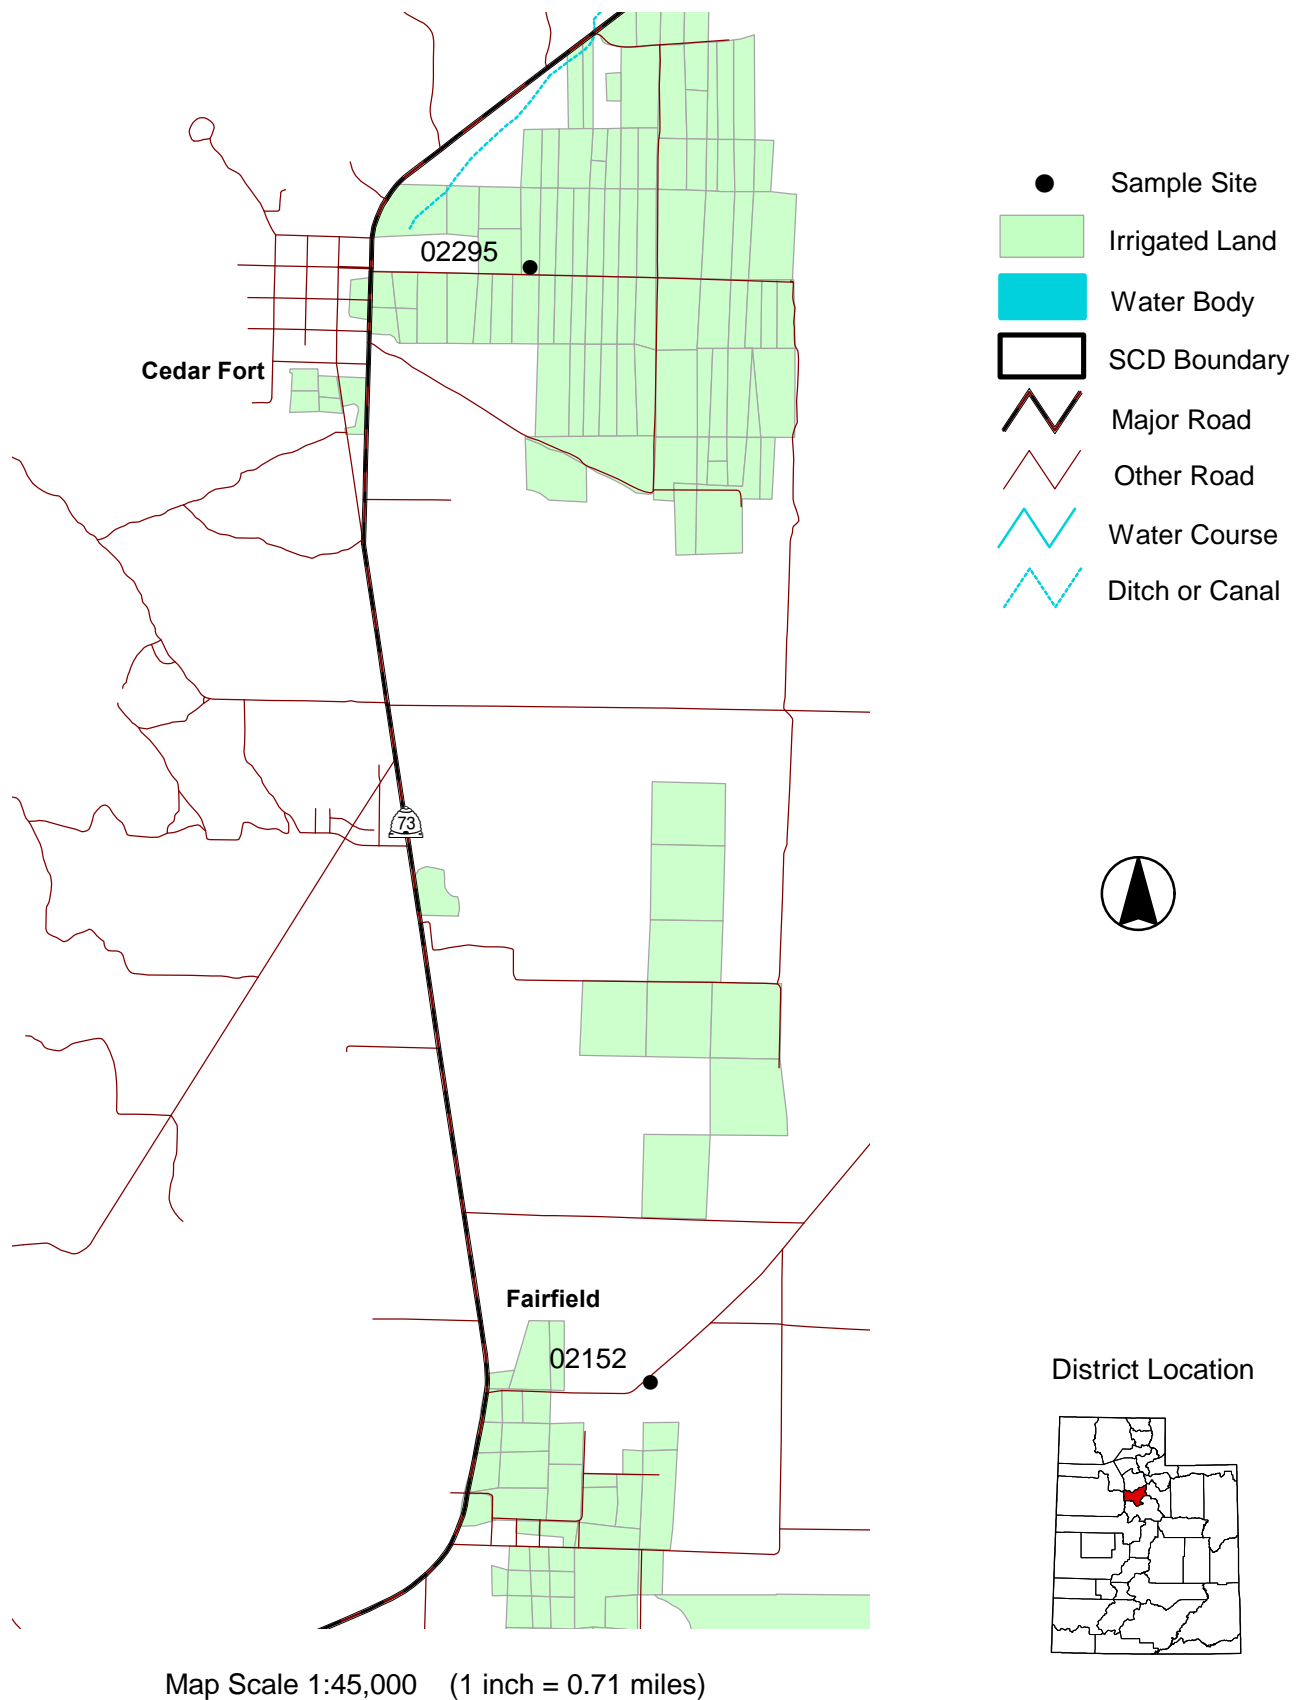 Sample Site
Irrigated Land
Water Body
SCD Boundary
Major Road
Other Road
Water Course
Ditch or Canal
02295
Cedar Fort
73
Fairfield
02152
District Location
Map Scale 1:45,000 (1 inch = 0.71 miles)